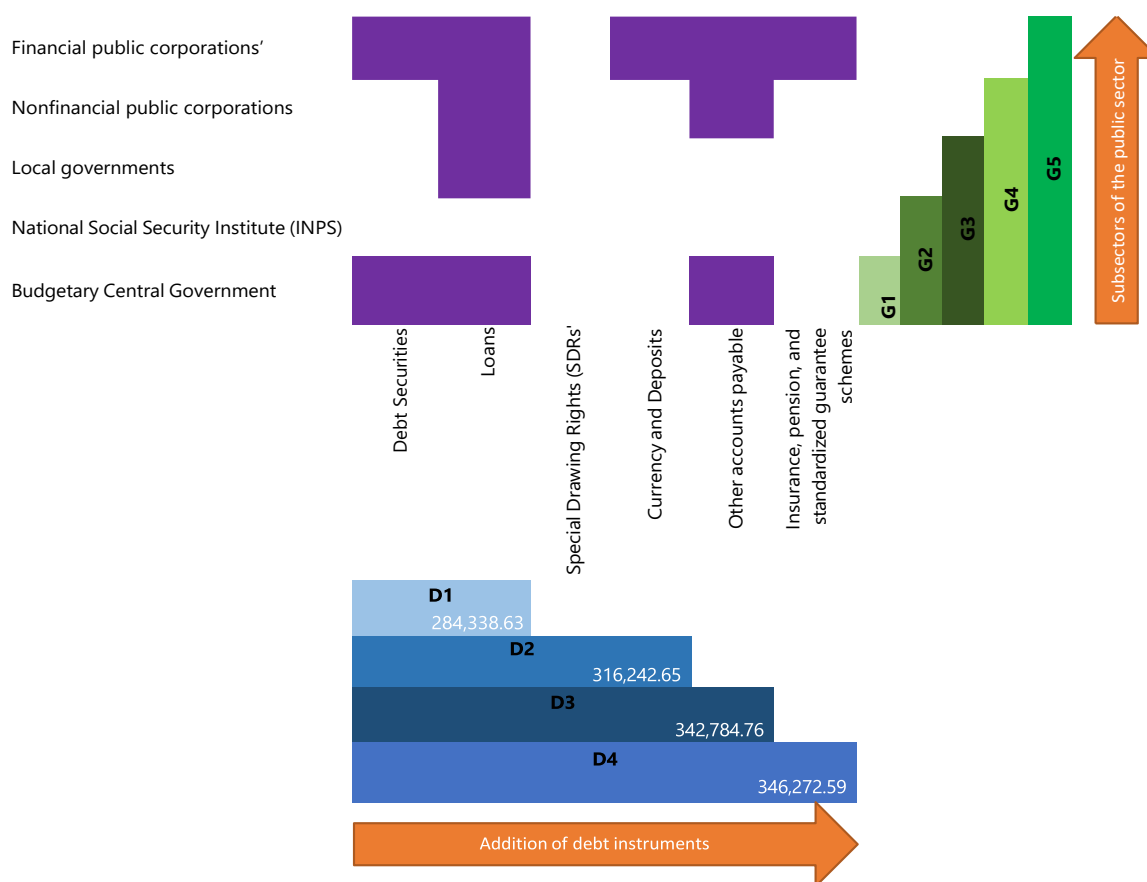 Financial public corporations’
Nonfinancial public corporations
Local governments
National Social Security Institute (INPS)
Budgetary Central Government
G1
G2
G3
G4
G5
Subsectors of the public sector
Debt Securities
Loans
Special Drawing Rights (SDRs'
Currency and Deposits
Other accounts payable
Insurance, pension, and
standardized guarantee
schemes
D1
284,338.63
D2
316,242.65
D3
342,784.76
D4
346,272.59
Addition of debt instruments